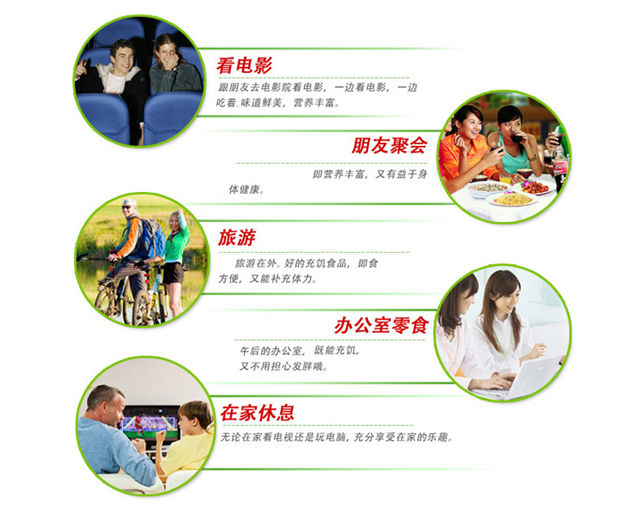 看电影
跟朋友去电影院看电影，一边看电影，一边
吃着.味道鲜美，营养丰富。
朋友聚会
即营养丰富，又有益于身
体健康。
旅游
旅游在外. 好的充饥食品，即食
方便，又能补充体力。
办公室零食
午后的办公室，既能充饥,
又不用担心发胖哦。
在家休息
无论在家看电视还是玩电脑, 充分享受在家的乐趣。